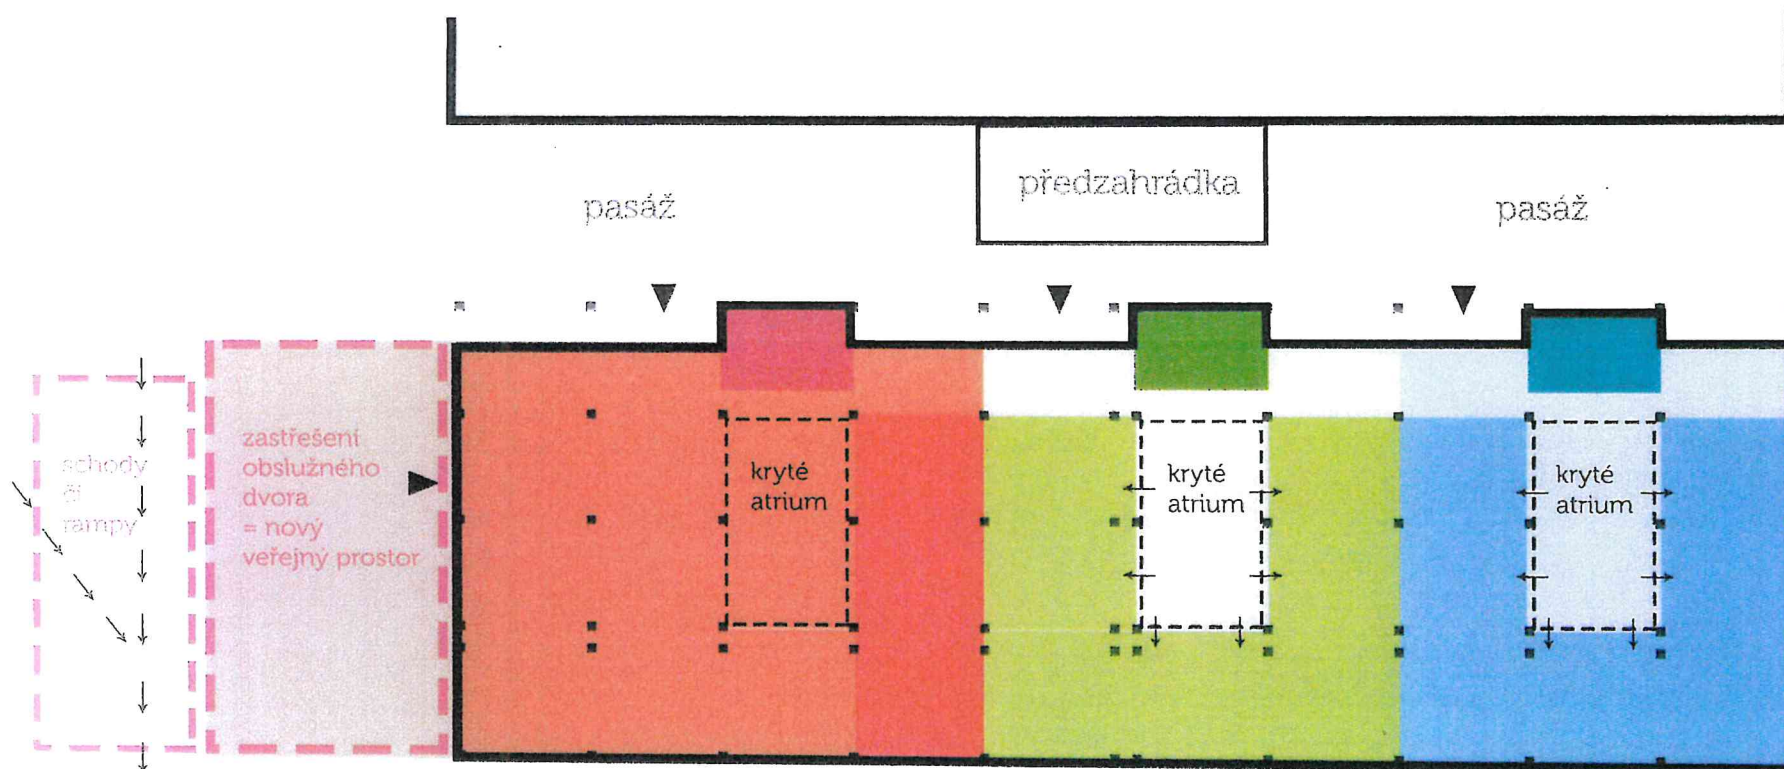 předzahrádka
pasáž
pasáž
zastřešení
obslužného
dvora
= nový
veřejný prostor
schody
či
rampy
kryté
atrium
kryté
atrium
kryté
atrium